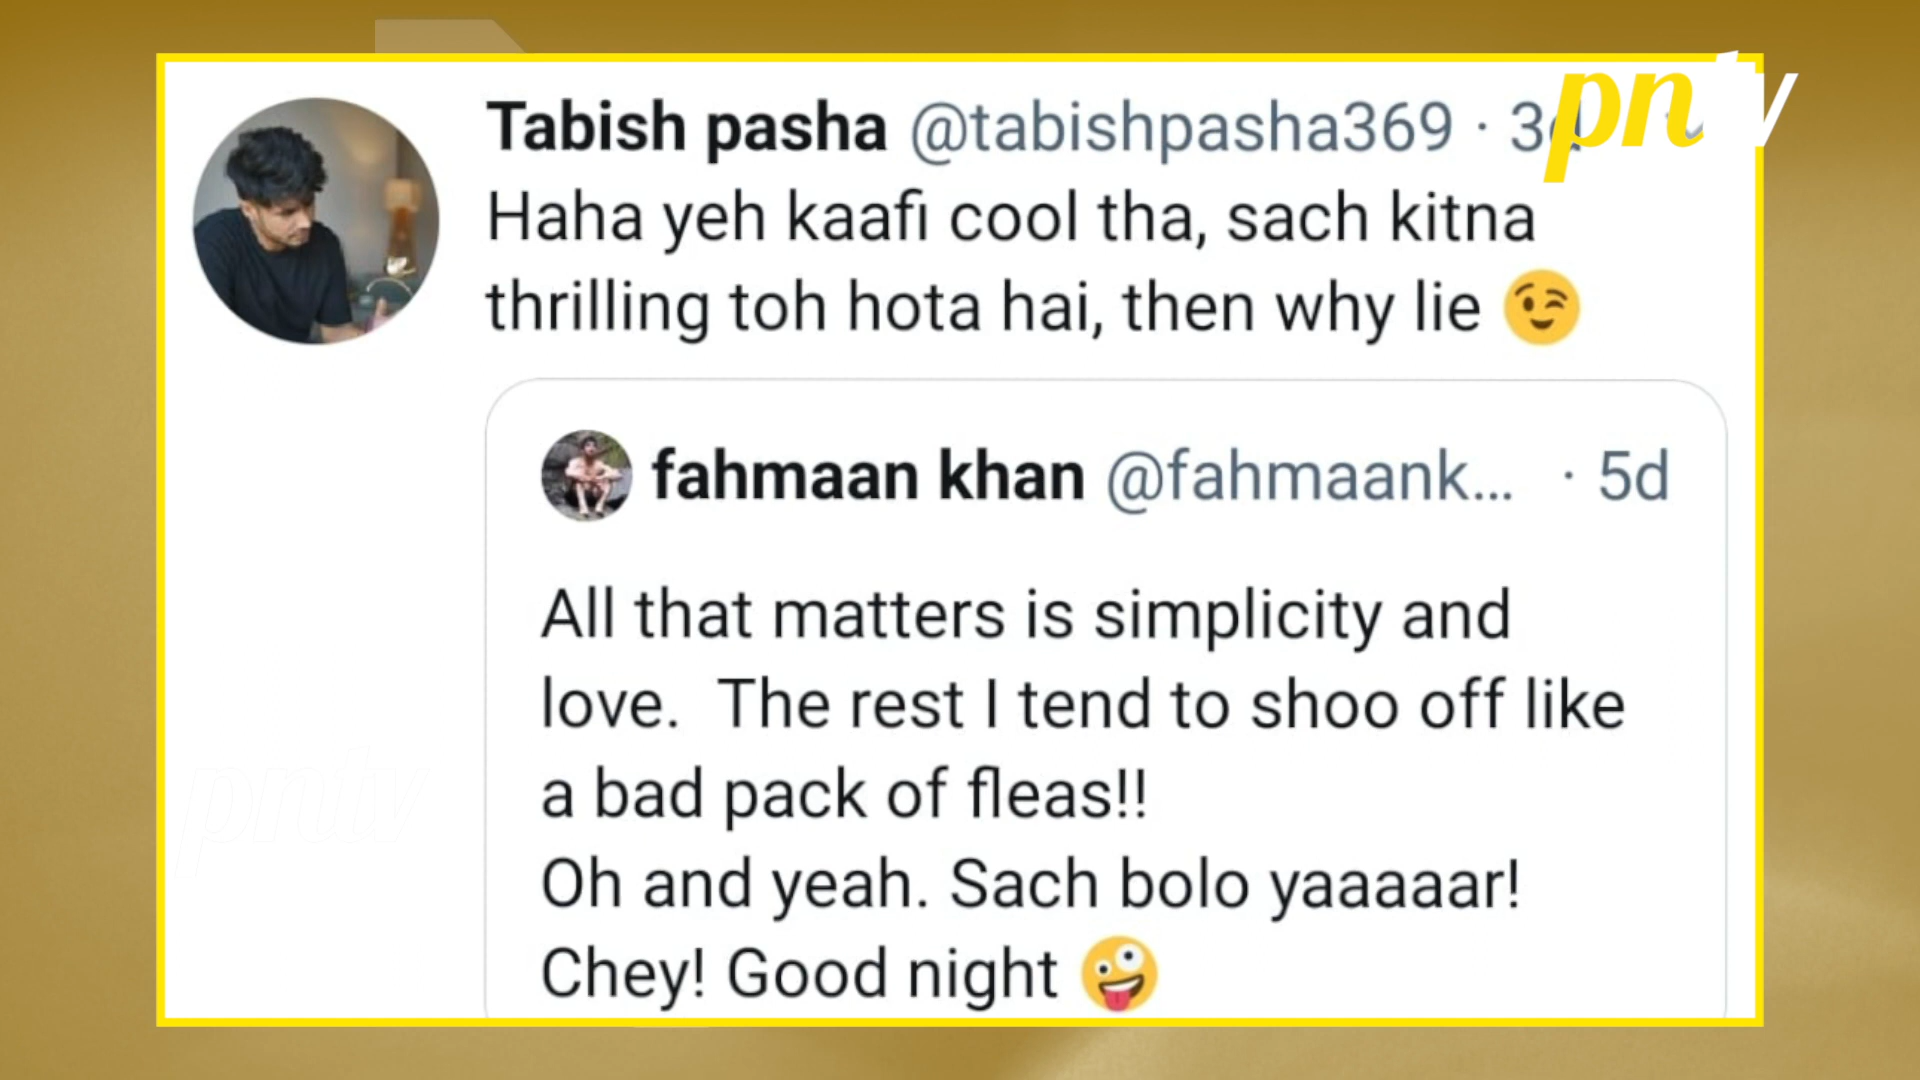 pntv
Tabish pasha @tabishpasha369 · 3d
Haha yeh kaafi cool tha, sach kitna
thrilling toh hota hai, then why lie 😉
fahmaan khan @fahmaank... · 5d
All that matters is simplicity and
love. The rest I tend to shoo off like
a bad pack of fleas!!
Oh and yeah. Sach bolo yaaaaar!
Chey! Good night 🤪
pntv